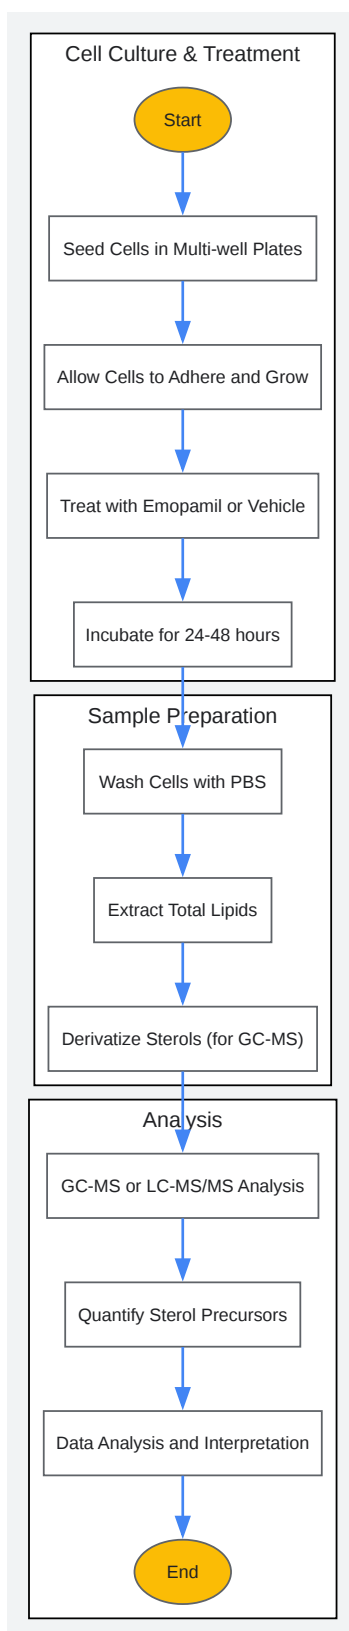 Cell Culture & Treatment
Start
Seed Cells in Multi-well Plates
Allow Cells to Adhere and Grow
Treat with Emopamil or Vehicle
Incubate for 24-48 hours
Sample Preparation
Wash Cells with PBS
Extract Total Lipids
Derivatize Sterols (for GC-MS)
Analysis
GC-MS or LC-MS/MS Analysis
Quantify Sterol Precursors
Data Analysis and Interpretation
End